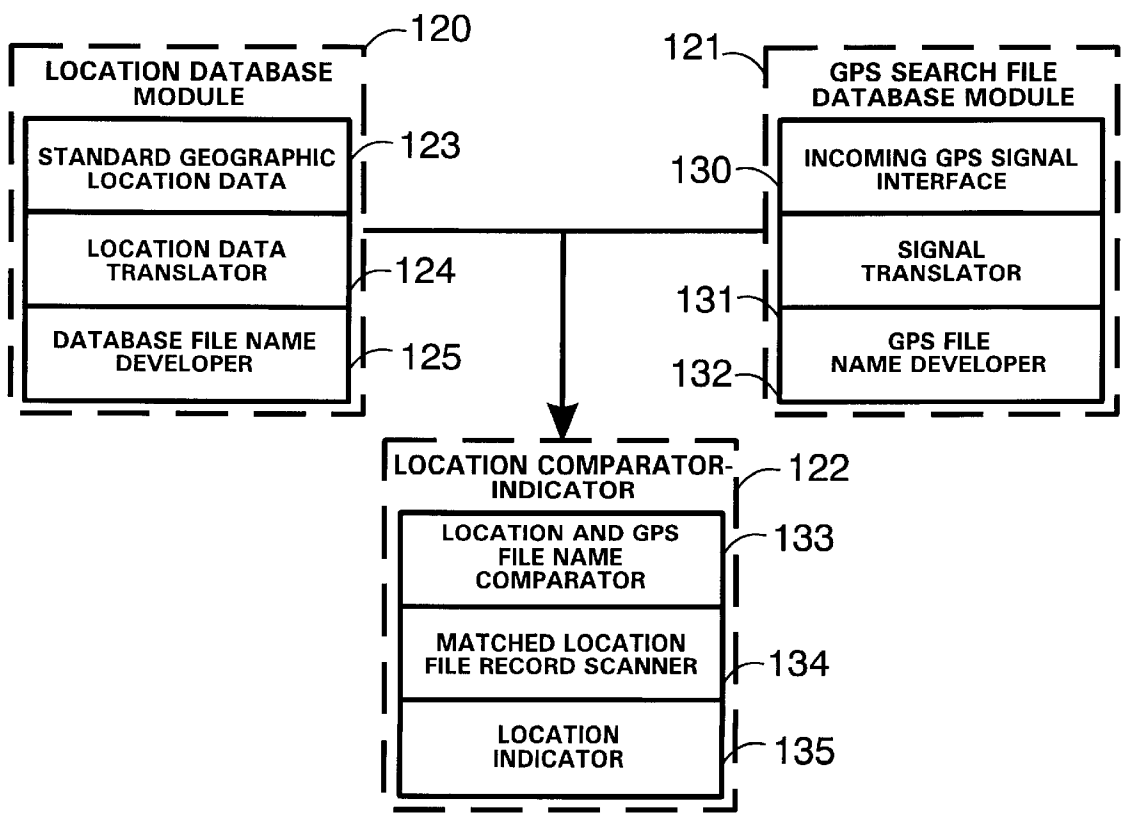 120
LOCATION DATABASE
MODULE
123
STANDARD GEOGRAPHIC
LOCATION DATA
LOCATION DATA
TRANSLATOR
124
DATABASE FILE NAME
DEVELOPER
125
121
GPS SEARCH FILE
DATABASE MODULE
130
INCOMING GPS SIGNAL
INTERFACE
SIGNAL
TRANSLATOR
131
GPS FILE
NAME DEVELOPER
132
LOCATION COMPARATOR-
INDICATOR
122
LOCATION AND GPS
FILE NAME
COMPARATOR
133
MATCHED LOCATION
FILE RECORD SCANNER
134
LOCATION
INDICATOR
135